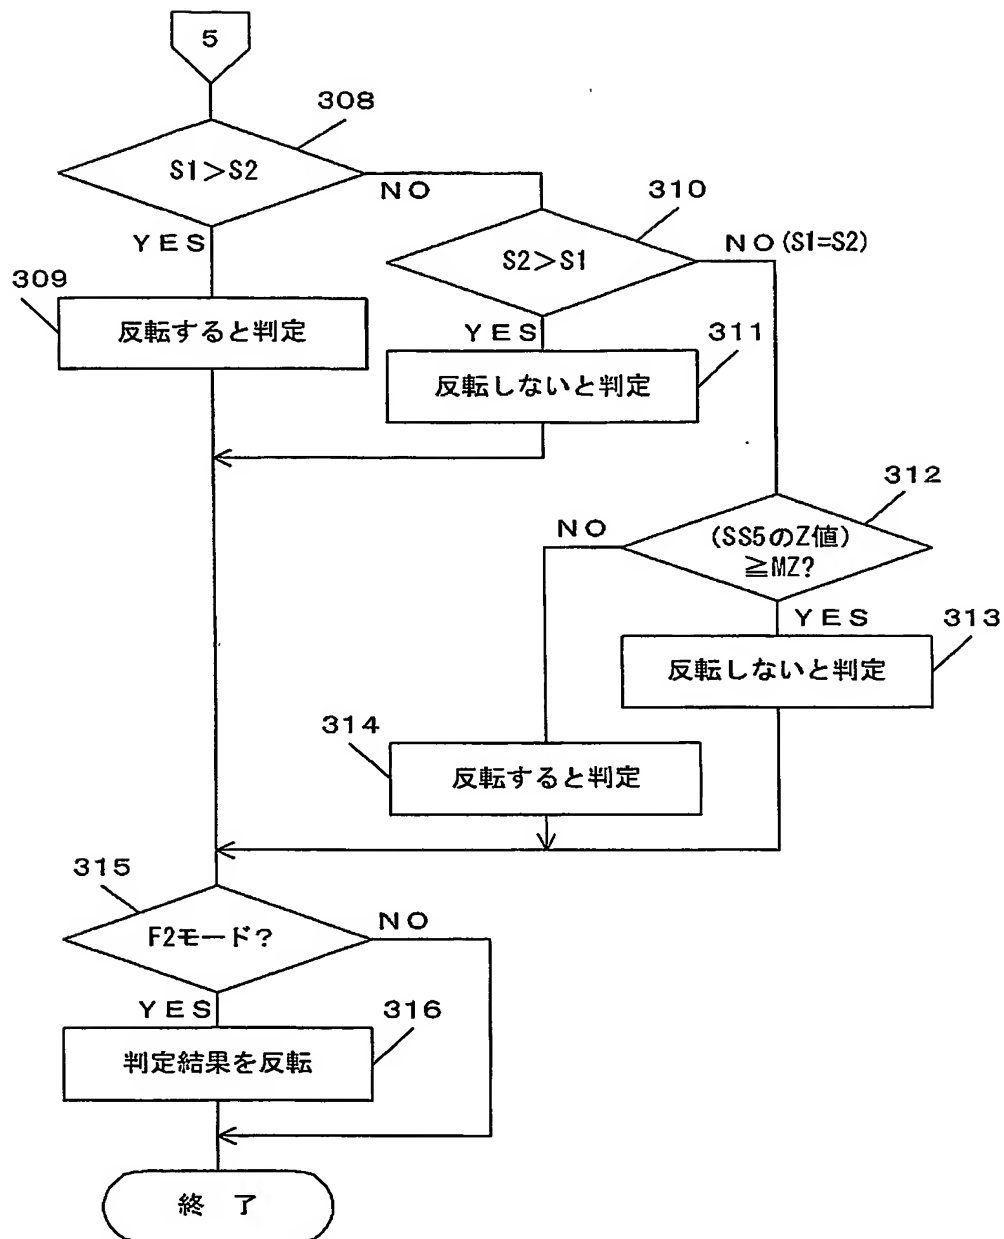 5
308
S1>S2
NO
310
YES
S2>S1
NO(S1=S2)
309
反転すると判定
YES
311
反転しないと判定
312
NO
(SS5のZ値)
≧MZ?
YES
313
反転しないと判定
314
反転すると判定
315
F2モード?
NO
YES
316
判定結果を反転
終 了